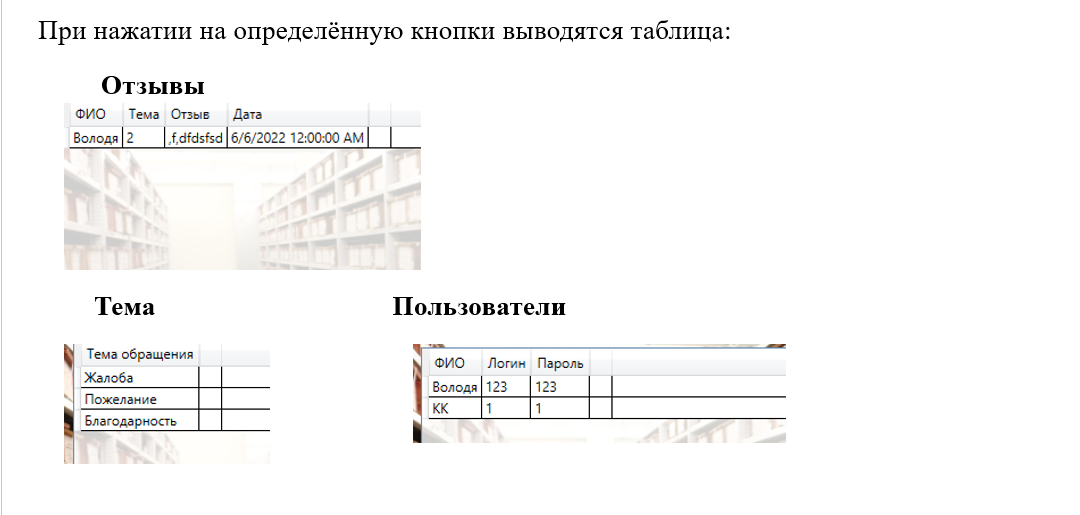 При нажатии на определённую кнопки выводятся таблица:
Отзывы
ФИО Тема Отзыв Дата
Володя 2 ,f,dfdsfsd 6/6/2022 12:00:00 AM
Тема
Тема обращения
Жалоба
Пожелание
Благодарность
Пользователи
ФИО Логин Пароль
Володя 123 123
КК 1 1